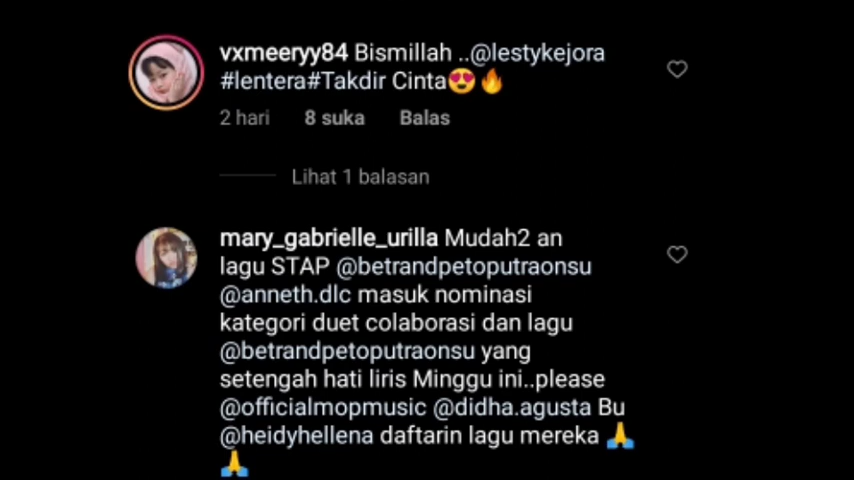 vxmeeryy84 Bismillah ..@lestykejora
#lentera#Takdir Cinta😍🔥
2 hari 8 suka Balas
Lihat 1 balasan
mary_gabrielle_urilla Mudah2 an
lagu STAP @betrandpetoputraonsu
@anneth.dlc masuk nominasi
kategori duet colaborasi dan lagu
@betrandpetoputraonsu yang
setengah hati liris Minggu ini..please
@officialmopmusic @didha.agusta Bu
@heidyhellena daftarin lagu mereka 🙏
🙏